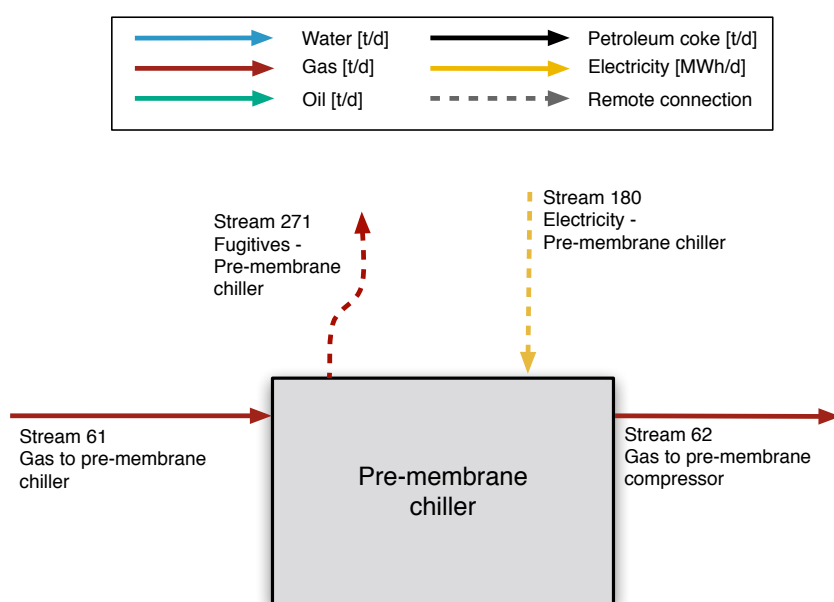 Water [t/d]
Gas [t/d]
Oil [t/d]
Petroleum coke [t/d]
Electricity [MWh/d]
Remote connection
Stream 271
Fugitives -
Pre-membrane
chiller
Stream 180
Electricity -
Pre-membrane chiller
Stream 61
Gas to pre-membrane
chiller
Pre-membrane
chiller
Stream 62
Gas to pre-membrane
compressor